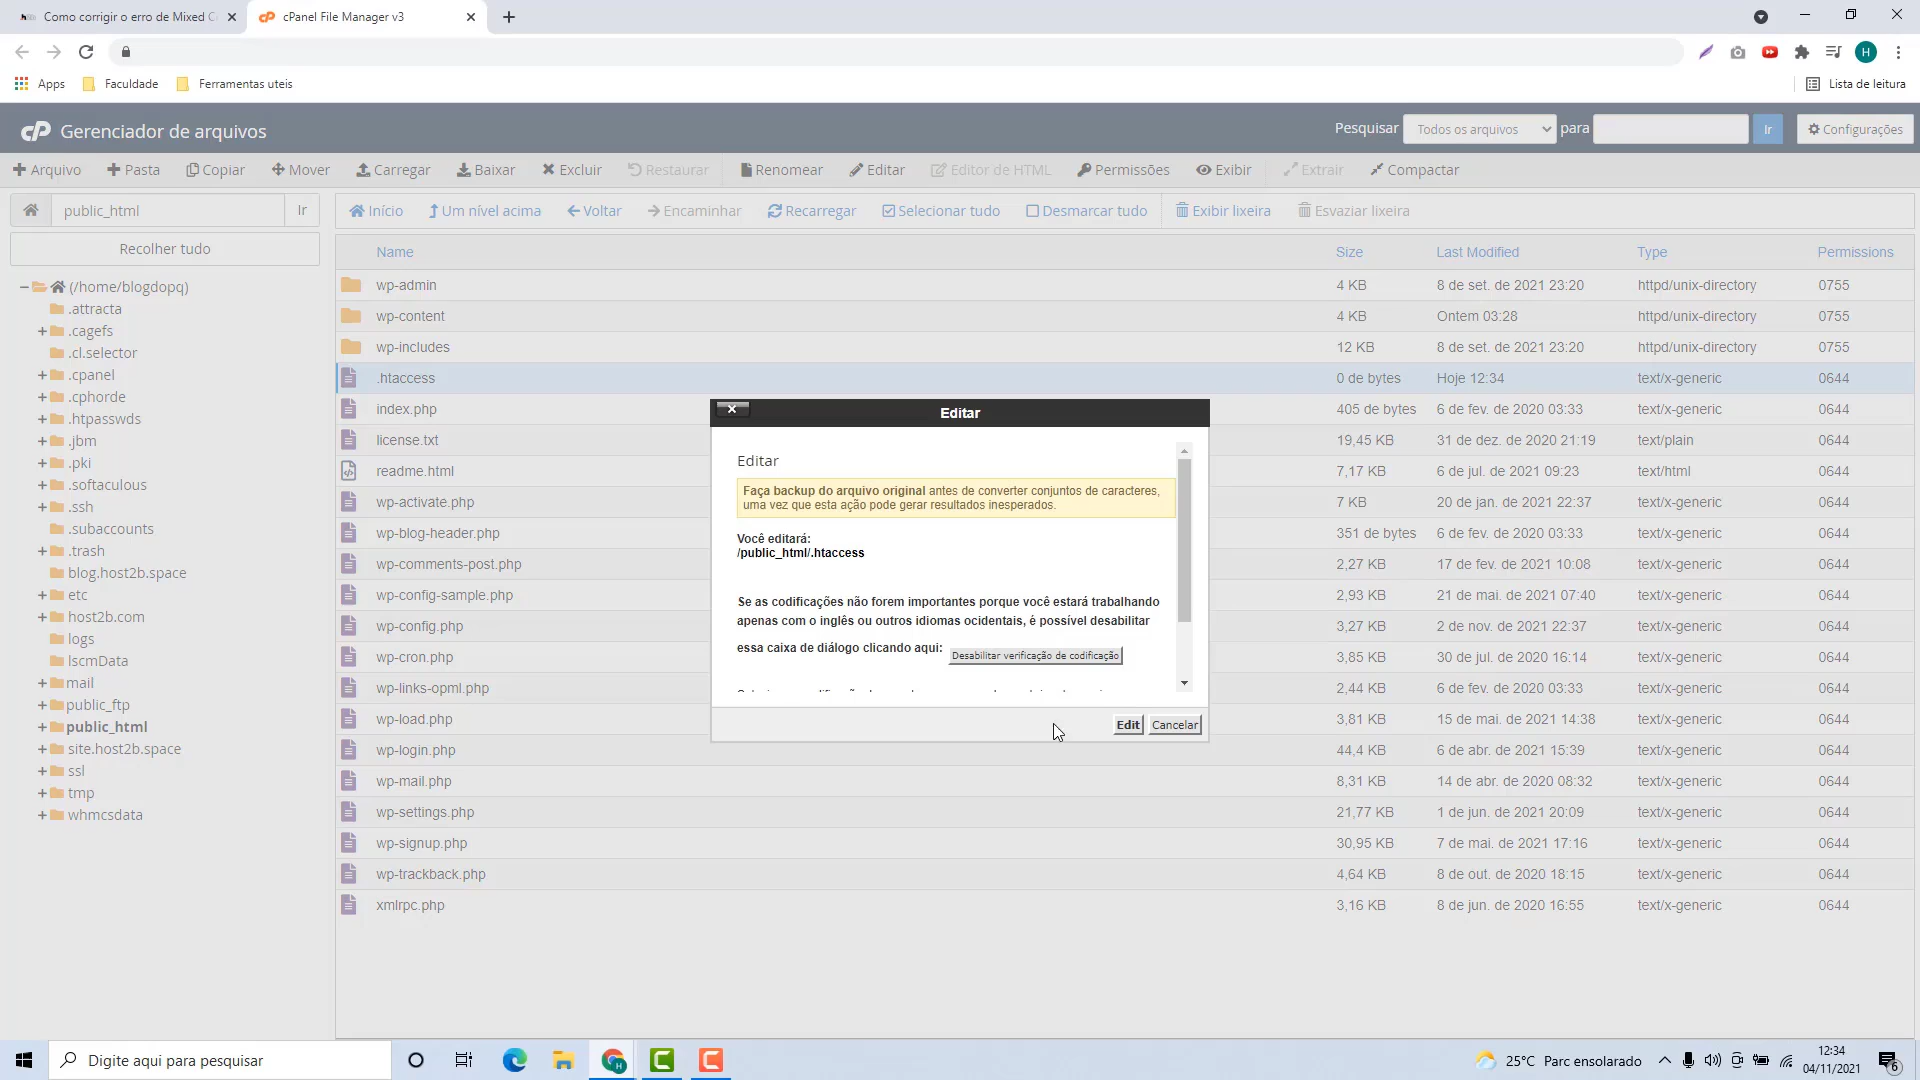 Como corrigir o erro de Mixed C
cPanel File Manager v3
H
Apps
Faculdade
Ferramentas uteis
Lista de leitura
cP Gerenciador de arquivos
Pesquisar
Todos os arquivos
para
Ir
Configurações
Arquivo
Pasta
Copiar
Mover
Carregar
Baixar
Excluir
Restaurar
Renomear
Editar
Editor de HTML
Permissões
Exibir
Extrair
Compactar
public_html
Ir
Início
Um nível acima
Voltar
Encaminhar
Recarregar
Selecionar tudo
Desmarcar tudo
Exibir lixeira
Esvaziar lixeira
Recolher tudo
(/home/blogdopq)
.attracta
.cagefs
.cl.selector
.cpanel
.cphorde
.htpasswds
.jbm
.pki
.softaculous
.ssh
.subaccounts
.trash
blog.host2b.space
etc
host2b.com
logs
lscmData
mail
public_ftp
public_html
site.host2b.space
ssl
tmp
whmcsdata
Name Size Last Modified Type Permissions
wp-admin 4 KB 8 de set. de 2021 23:20 httpd/unix-directory 0755
wp-content 4 KB Ontem 03:28 httpd/unix-directory 0755
wp-includes 12 KB 8 de set. de 2021 23:20 httpd/unix-directory 0755
.htaccess 0 de bytes Hoje 12:34 text/x-generic 0644
index.php 405 de bytes 6 de fev. de 2020 03:33 text/x-generic 0644
license.txt 19,45 KB 31 de dez. de 2020 21:19 text/plain 0644
readme.html 7,17 KB 6 de jul. de 2021 09:23 text/html 0644
wp-activate.php 7 KB 20 de jan. de 2021 22:37 text/x-generic 0644
wp-blog-header.php 351 de bytes 6 de fev. de 2020 03:33 text/x-generic 0644
wp-comments-post.php 2,27 KB 17 de fev. de 2021 10:08 text/x-generic 0644
wp-config-sample.php 2,93 KB 21 de mai. de 2021 07:40 text/x-generic 0644
wp-config.php 3,27 KB 2 de nov. de 2021 22:37 text/x-generic 0644
wp-cron.php 3,85 KB 30 de jul. de 2021 16:14 text/x-generic 0644
wp-links-opml.php 2,44 KB 6 de fev. de 2020 03:33 text/x-generic 0644
wp-load.php 3,81 KB 15 de mai. de 2021 14:38 text/x-generic 0644
wp-login.php 44,4 KB 6 de abr. de 2021 15:39 text/x-generic 0644
wp-mail.php 8,31 KB 14 de abr. de 2020 08:32 text/x-generic 0644
wp-settings.php 21,77 KB 1 de jun. de 2021 20:09 text/x-generic 0644
wp-signup.php 30,95 KB 7 de mai. de 2021 17:16 text/x-generic 0644
wp-trackback.php 4,64 KB 8 de out. de 2020 18:15 text/x-generic 0644
xmlrpc.php 3,16 KB 8 de jun. de 2020 16:55 text/x-generic 0644
Editar
Editar
Faça backup do arquivo original antes de converter conjuntos de caracteres,
uma vez que esta ação pode gerar resultados inesperados.
Você editará:
/public_html/.htaccess
Se as codificações não forem importantes porque você estará trabalhando
apenas com o inglês ou outros idiomas ocidentais, é possível desabilitar
essa caixa de diálogo clicando aqui: Desabilitar verificação de codificação
Edit
Cancelar
Digite aqui para pesquisar
25°C Parc ensolarado
12:34
04/11/2021
6